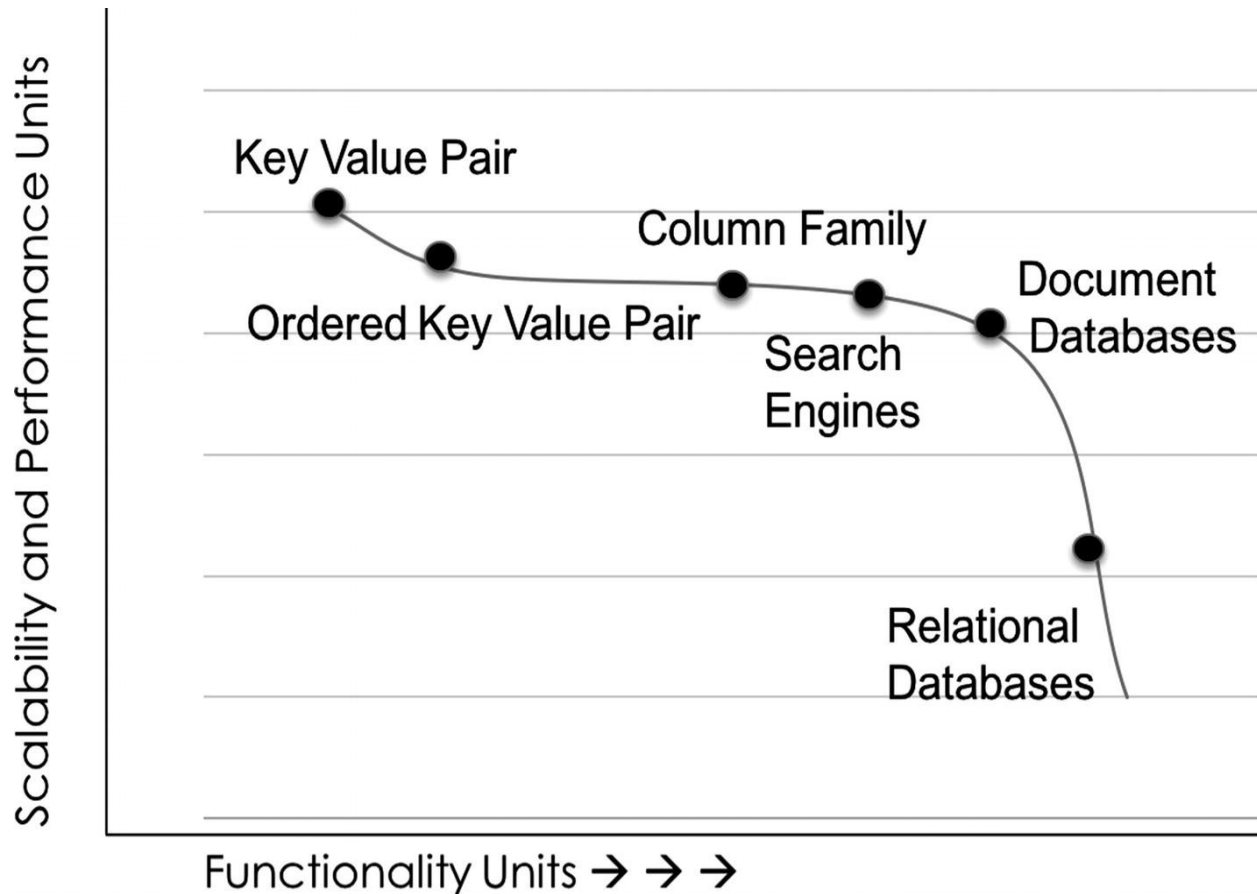 Scalability and Performance Units
Key Value Pair
Column Family
Document
Databases
Ordered Key Value Pair
Search
Engines
Relational
Databases
Functionality Units → → →